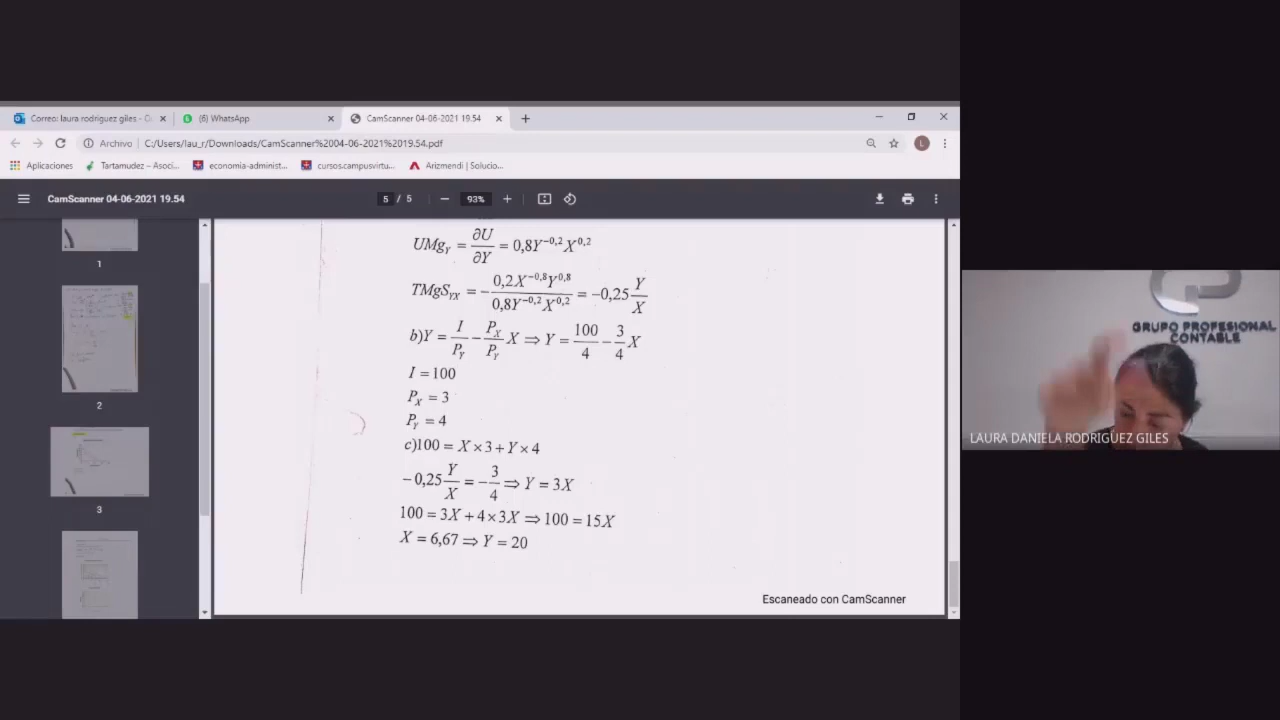 Correo: laura rodriguez giles - O
(6) WhatsApp
CamScanner 04-06-2021 19.54
Archivo C:/Users/lau_r/Downloads/CamScanner%2004-06-2021%2019.54.pdf
L
Aplicaciones Tartamudez – Asoci... economia-administ... cursos.campusvirtu... Arizmendi | Solucio...
CamScanner 04-06-2021 19.54
5 / 5
93%
1
2
3
UMg_Y = ∂U/∂Y = 0,8Y^−0,2 X^0,2
TMgS_YX = −0,2X^−0,8 Y^0,8 / 0,8Y^−0,2 X^0,2 = −0,25 Y/X
b)Y = I/P_Y − P_X/P_Y X ⇒ Y = 100/4 − 3/4 X
I = 100
P_X = 3
P_Y = 4
c)100 = X × 3 + Y × 4
−0,25 Y/X = −3/4 ⇒ Y = 3X
100 = 3X + 4 × 3X ⇒ 100 = 15X
X = 6,67 ⇒ Y = 20
Escaneado con CamScanner
GRUPO PROFESIONAL
CONTABLE
LAURA DANIELA RODRIGUEZ GILES